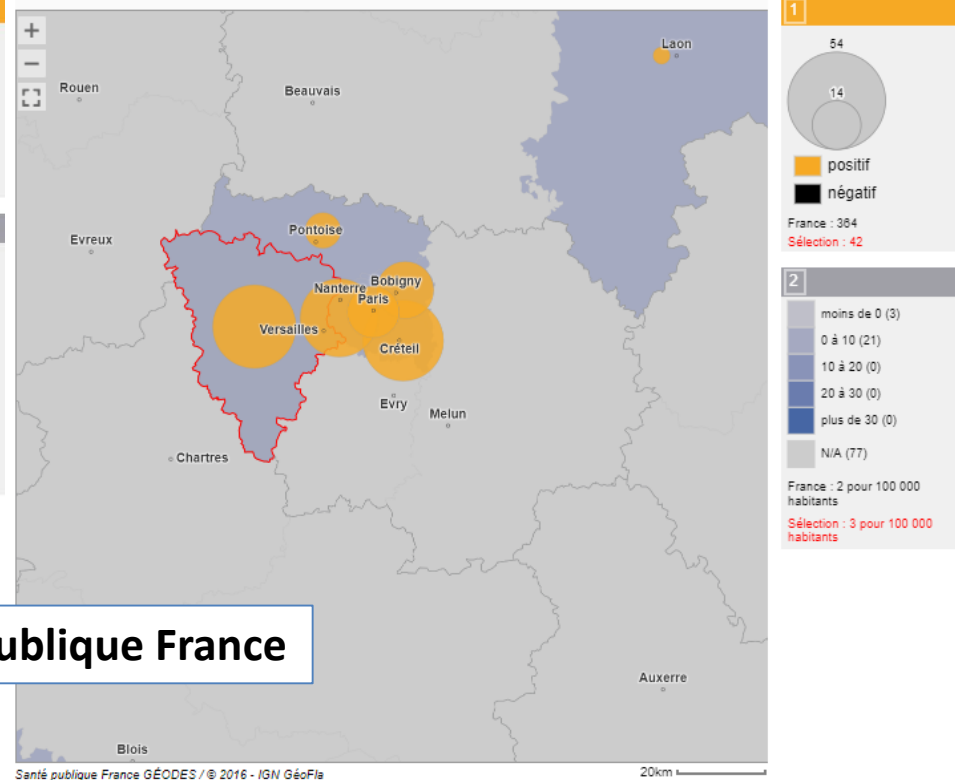 +
−
Rouen
Beauvais
Laon
Evreux
Pontoise
Nanterre
Bobigny
Paris
Versailles
Créteil
Evry
Melun
Chartres
ublique France
Auxerre
Blois
Santé publique France GÉODES / © 2016 - IGN GéoFla
20km
1
54
14
positif
négatif
France : 364
Sélection : 42
2
moins de 0 (3)
0 à 10 (21)
10 à 20 (0)
20 à 30 (0)
plus de 30 (0)
N/A (77)
France : 2 pour 100 000
habitants
Sélection : 3 pour 100 000
habitants